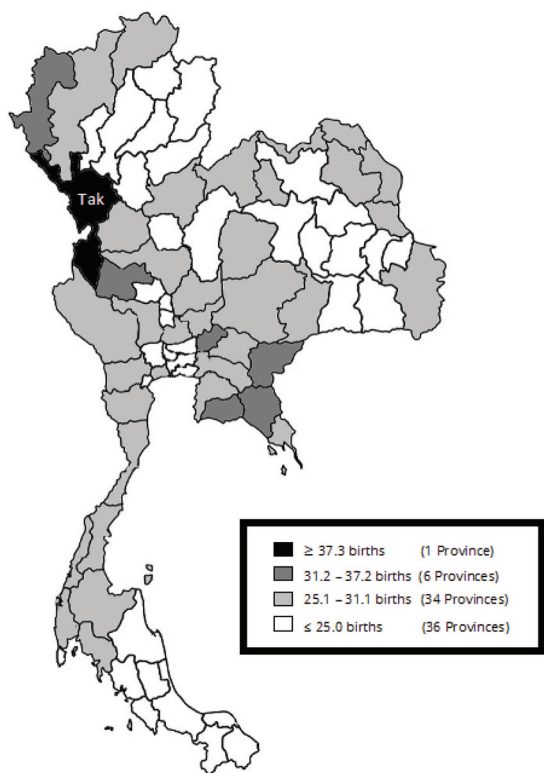 Tak
≥ 37.3 births (1 Province)
31.2 – 37.2 births (6 Provinces)
25.1 – 31.1 births (34 Provinces)
≤ 25.0 births (36 Provinces)